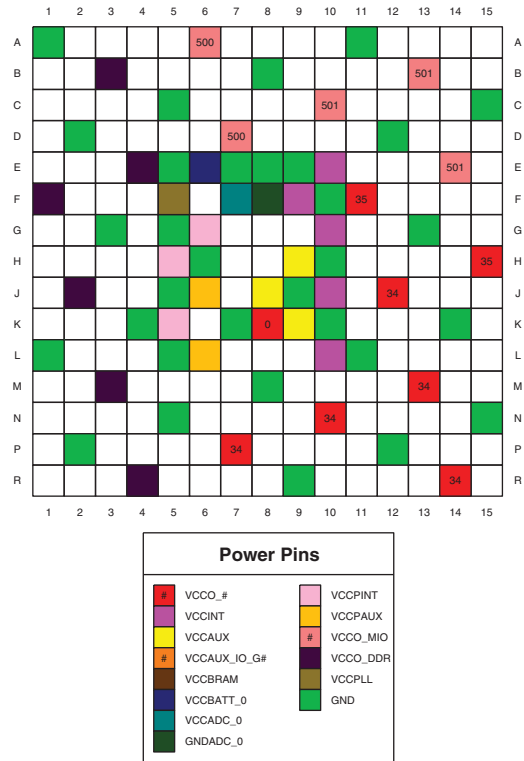 1 2 3 4 5 6 7 8 9 10 11 12 13 14 15
A 500 A
B 501 B
C 501 C
D 500 D
E 501 E
F 35 F
G G
H 35 H
J 34 J
K 0 K
L L
M 34 M
N 34 N
P 34 P
R 34 R
1 2 3 4 5 6 7 8 9 10 11 12 13 14 15
Power Pins
# VCCO_#
VCCINT
VCCAUX
# VCCAUX_IO_G#
VCCBRAM
VCCBATT_0
VCCADC_0
GNDADC_0
VCCPINT
VCCPAUX
# VCCO_MIO
VCCO_DDR
VCCPLL
GND